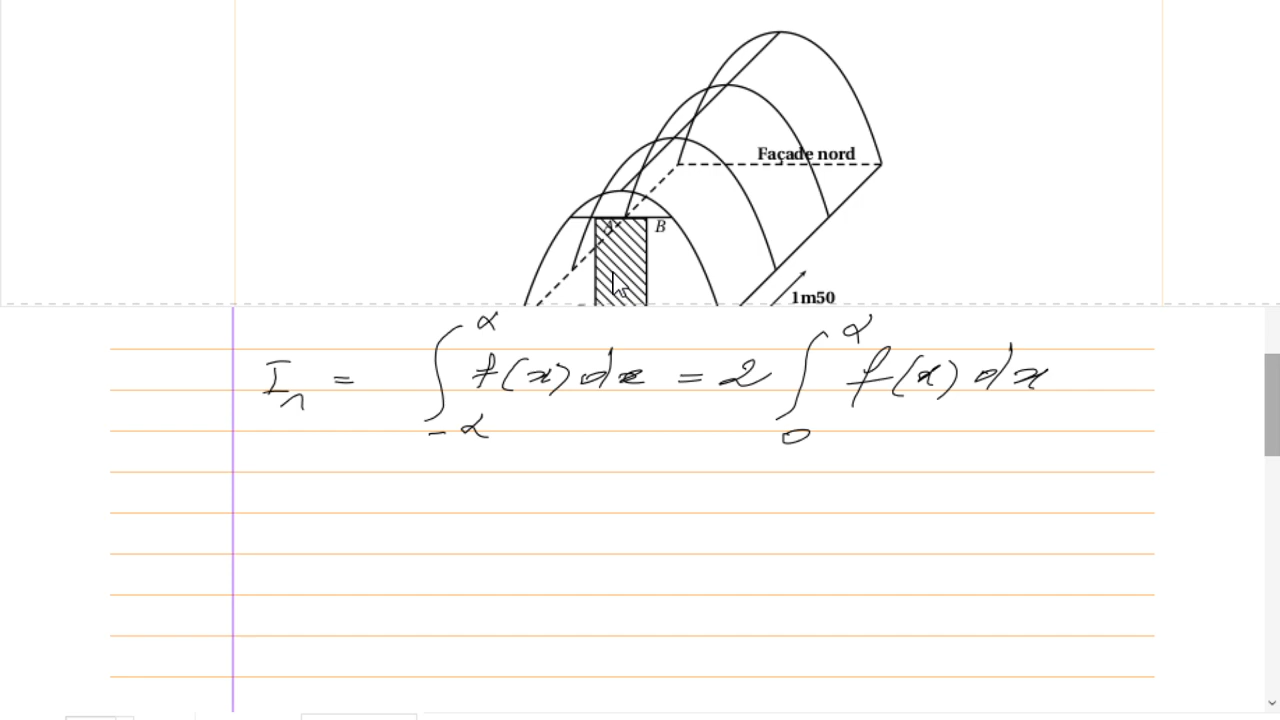 Façade nord
A B
1m50
I₁ = ∫_{-α}^{α} f(x) dx = 2 ∫_{0}^{α} f(x) dx